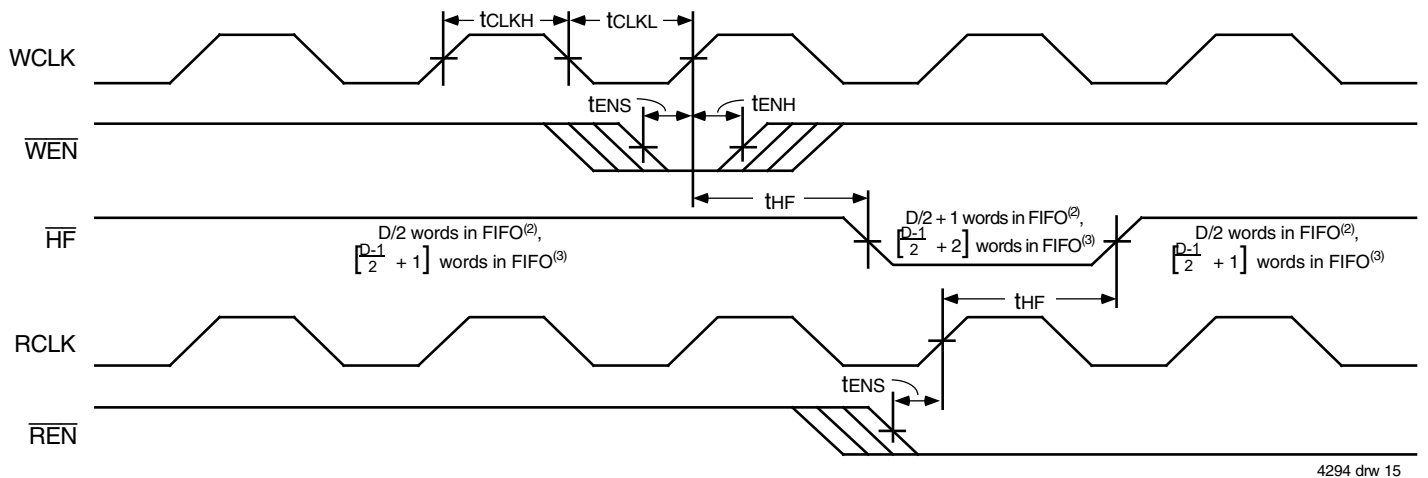 tCLKH
tCLKL
WCLK
tENS
tENH
WEN
tHF
HF
D/2 words in FIFO(2),
[D-1/2 + 1] words in FIFO(3)
D/2 + 1 words in FIFO(2),
[D-1/2 + 2] words in FIFO(3)
D/2 words in FIFO(2),
[D-1/2 + 1] words in FIFO(3)
tHF
RCLK
tENS
REN
4294 drw 15